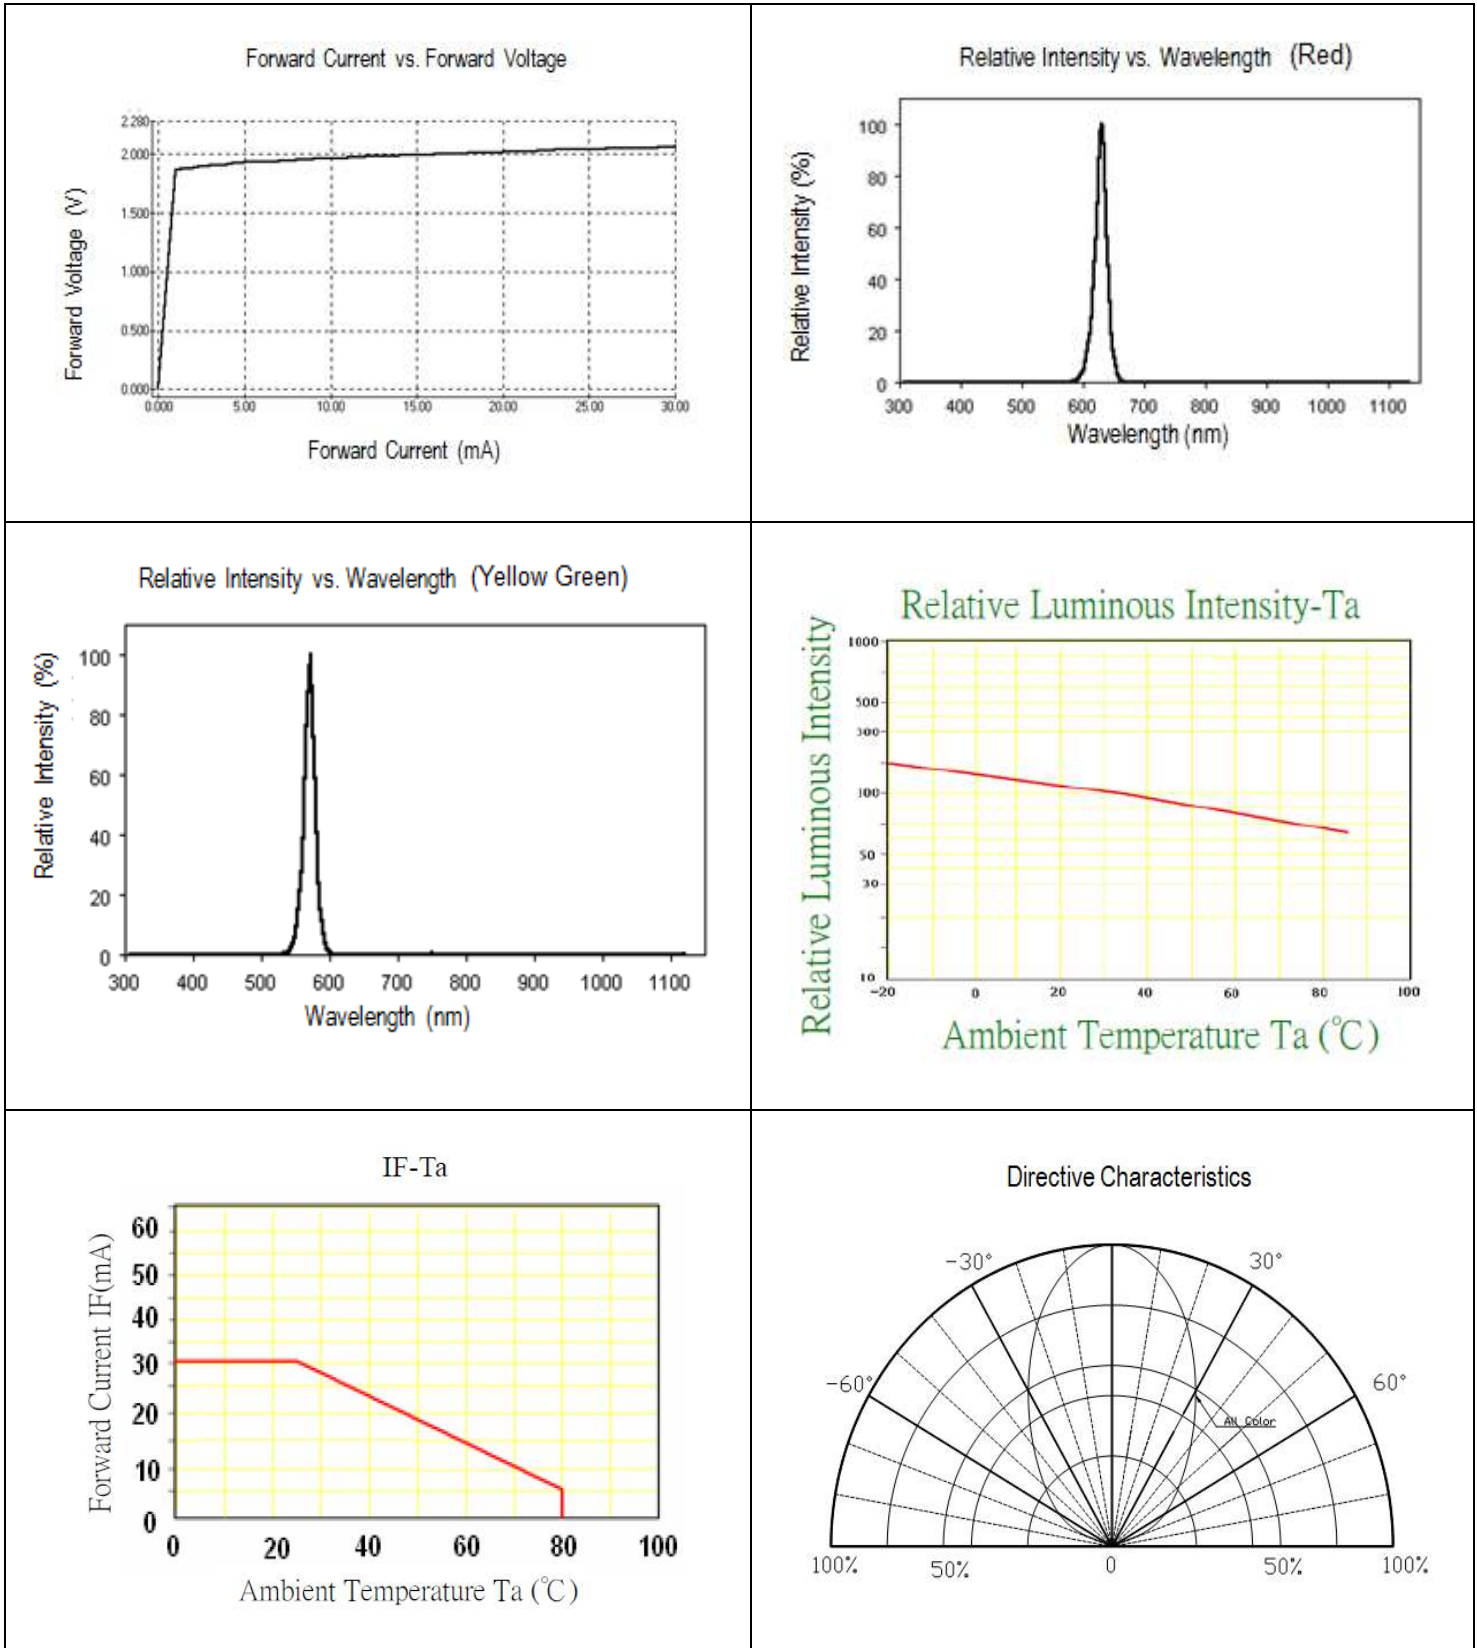 Forward Current vs. Forward Voltage
2.280
2.000
1.500
1.000
0.500
0.000
0.000 5.00 10.00 15.00 20.00 25.00 30.00
Forward Voltage (V)
Forward Current (mA)
Relative Intensity vs. Wavelength (Red)
100
80
60
40
20
0
300 400 500 600 700 800 900 1000 1100
Relative Intensity (%)
Wavelength (nm)
Relative Intensity vs. Wavelength (Yellow Green)
100
80
60
40
20
0
300 400 500 600 700 800 900 1000 1100
Relative Intensity (%)
Wavelength (nm)
Relative Luminous Intensity-Ta
1000
500
300
100
50
30
10
-20 0 20 40 60 80 100
Relative Luminous Intensity
Ambient Temperature Ta (℃)
IF-Ta
60
50
40
30
20
10
0
0 20 40 60 80 100
Forward Current IF(mA)
Ambient Temperature Ta (℃)
Directive Characteristics
-30° 30°
-60° 60°
All Color
100% 50% 0 50% 100%